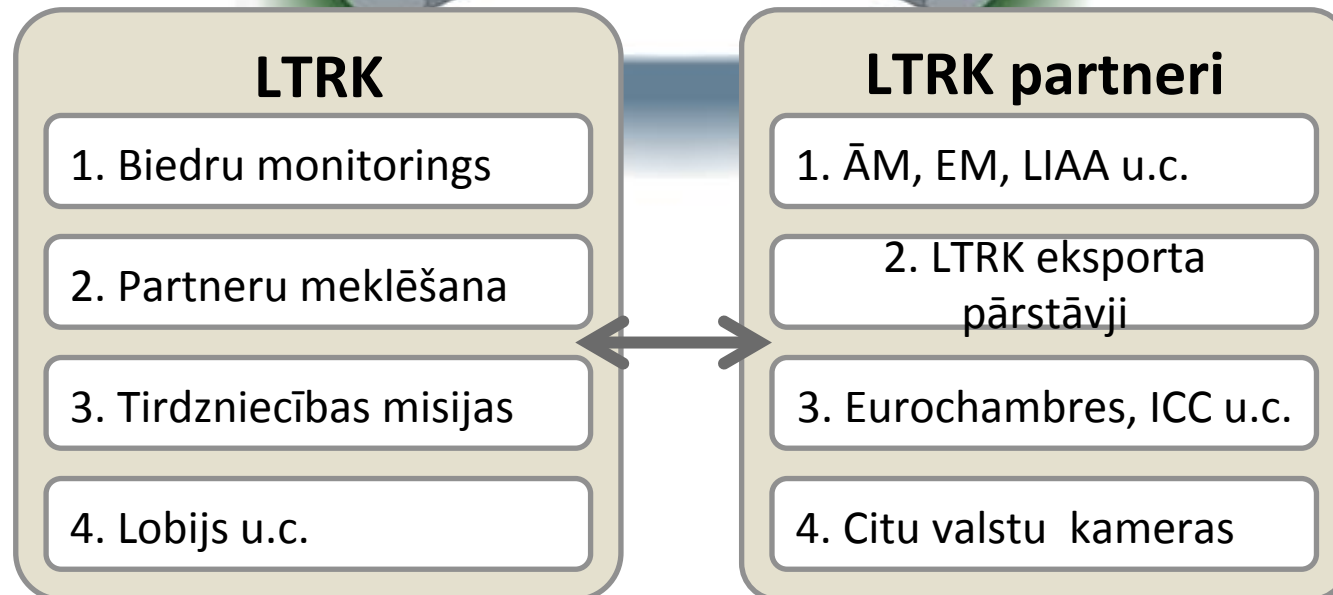 LTRK
1. Biedru monitorings
2. Partneru meklēšana
3. Tirdzniecības misijas
4. Lobijs u.c.
LTRK partneri
1. ĀM, EM, LIAA u.c.
2. LTRK eksporta
pārstāvji
3. Eurochambres, ICC u.c.
4. Citu valstu  kameras